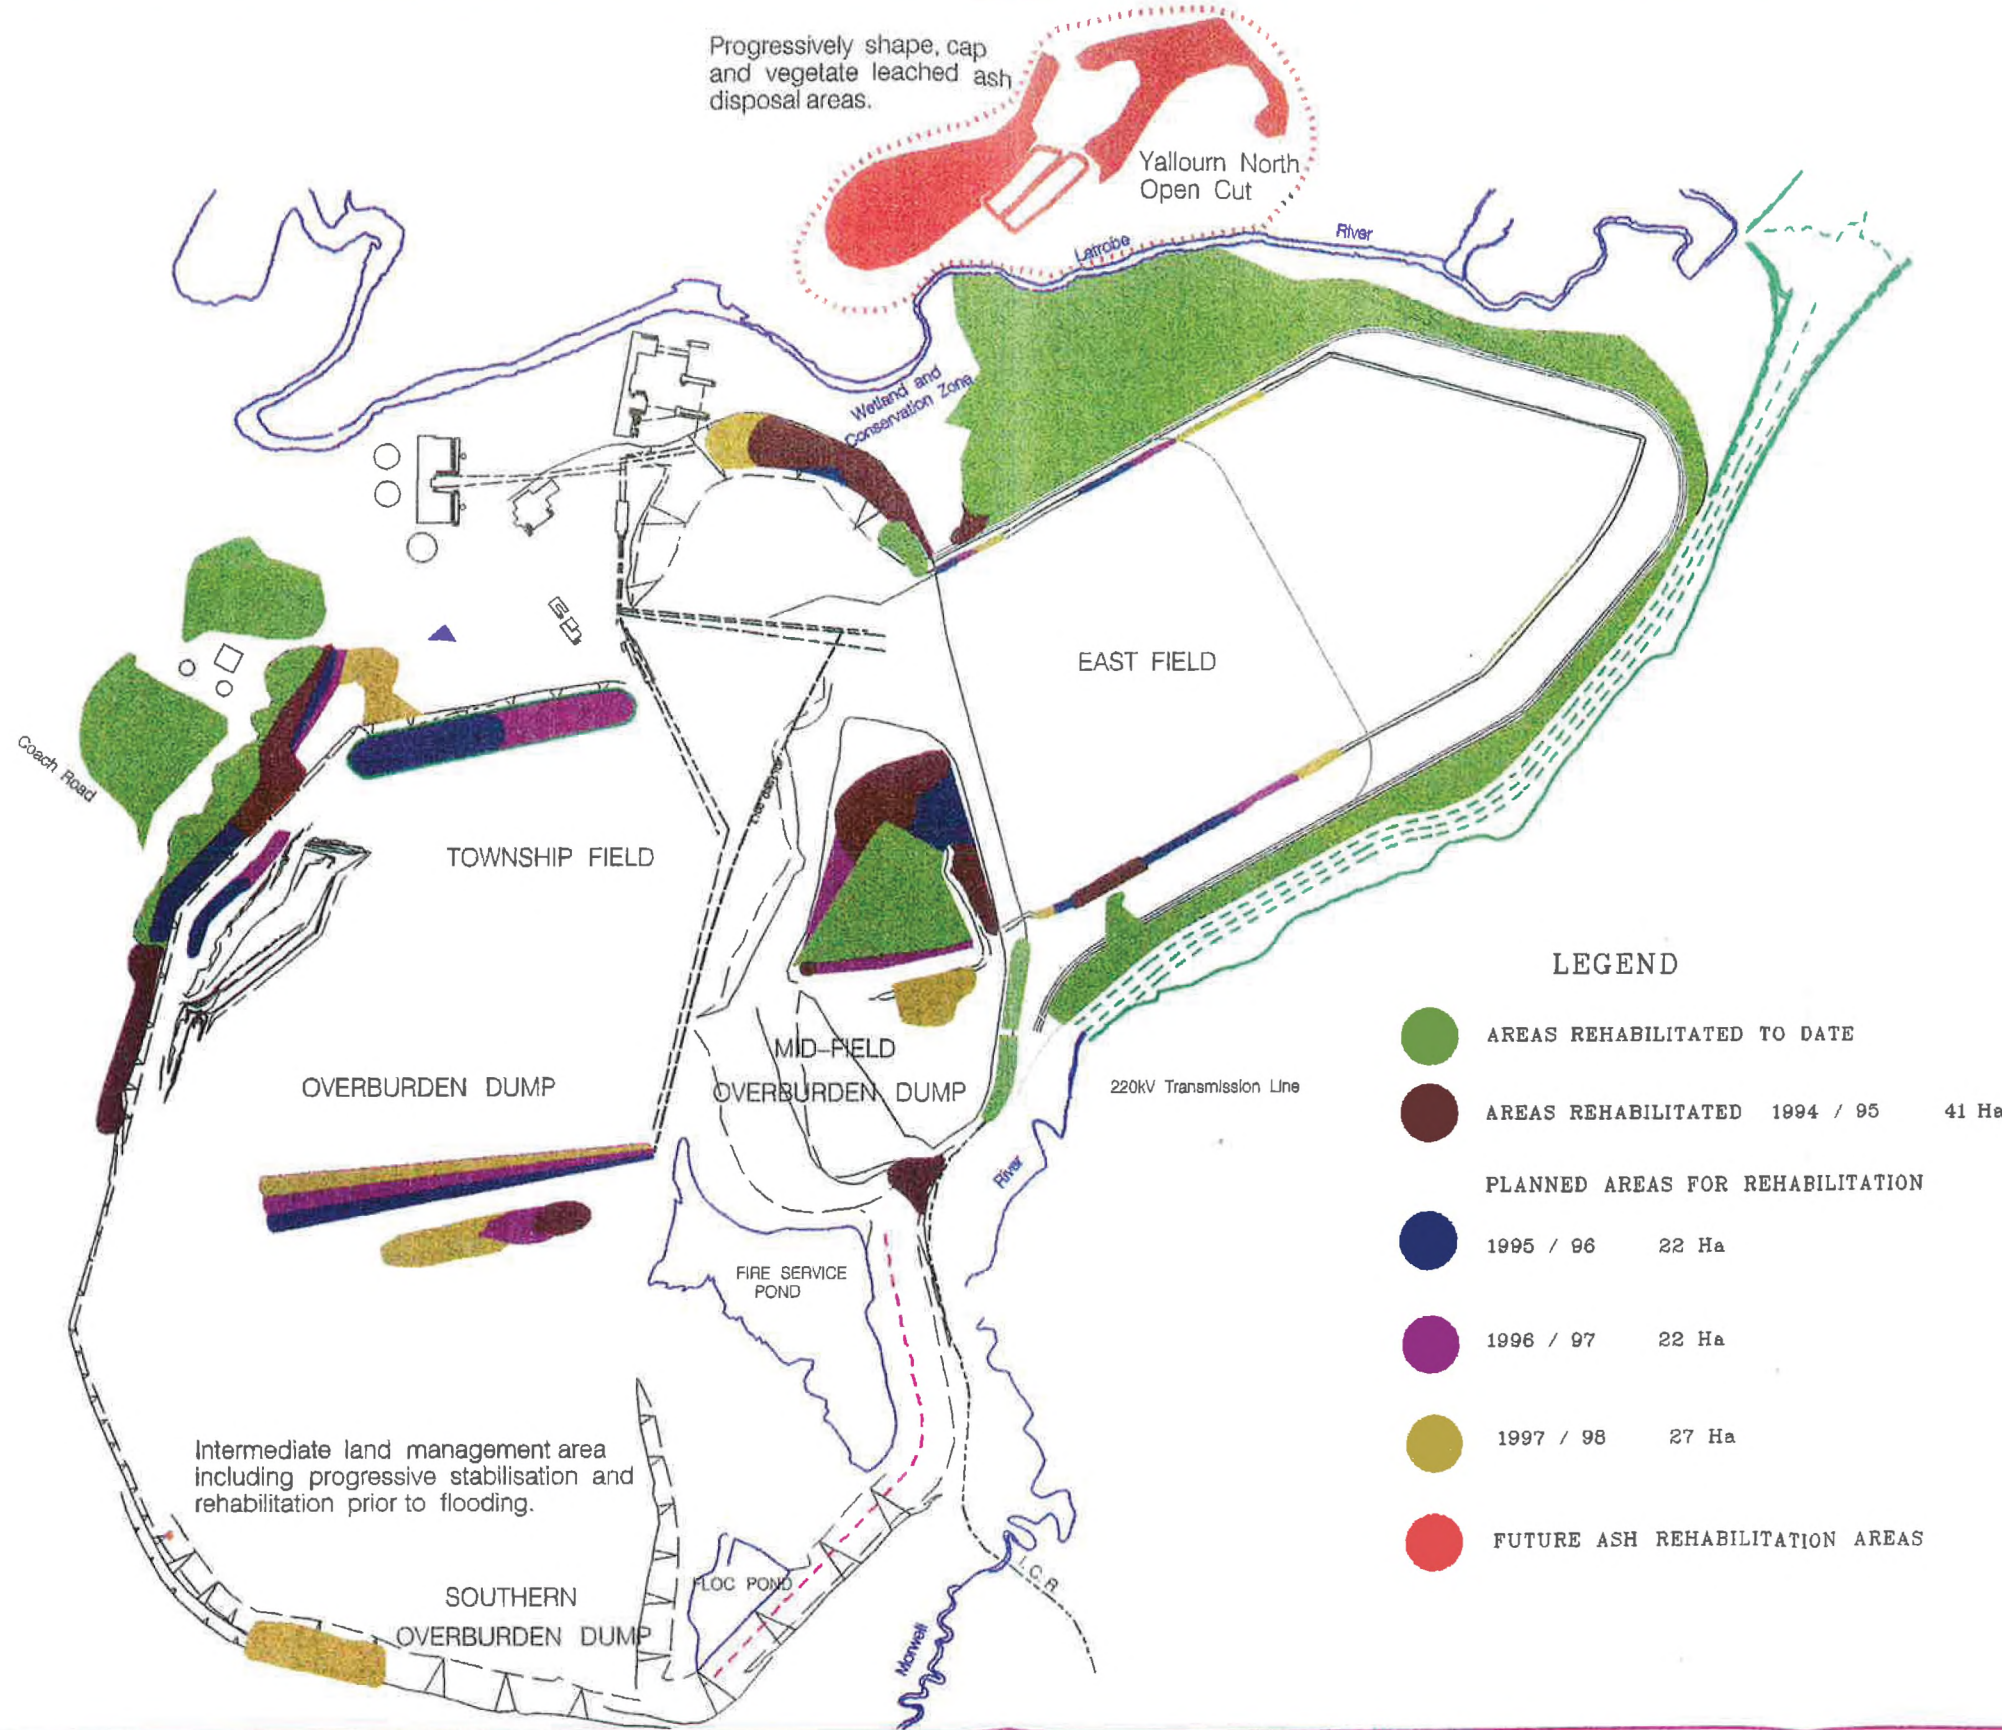 Progressively shape, cap
and vegetate leached ash
disposal areas.
Yallourn North
Open Cut
Latrobe
River
Wetland and
Conservation Zone
EAST FIELD
Coach Road
TOWNSHIP FIELD
MID-FIELD
OVERBURDEN DUMP
OVERBURDEN DUMP
220kV Transmission Line
River
FIRE SERVICE
POND
Intermediate land management area
including progressive stabilisation and
rehabilitation prior to flooding.
FLOC POND
SOUTHERN
OVERBURDEN DUMP
Morwell
I.C.R
LEGEND
AREAS REHABILITATED TO DATE
AREAS REHABILITATED 1994 / 95 41 Ha
PLANNED AREAS FOR REHABILITATION
1995 / 96 22 Ha
1996 / 97 22 Ha
1997 / 98 27 Ha
FUTURE ASH REHABILITATION AREAS